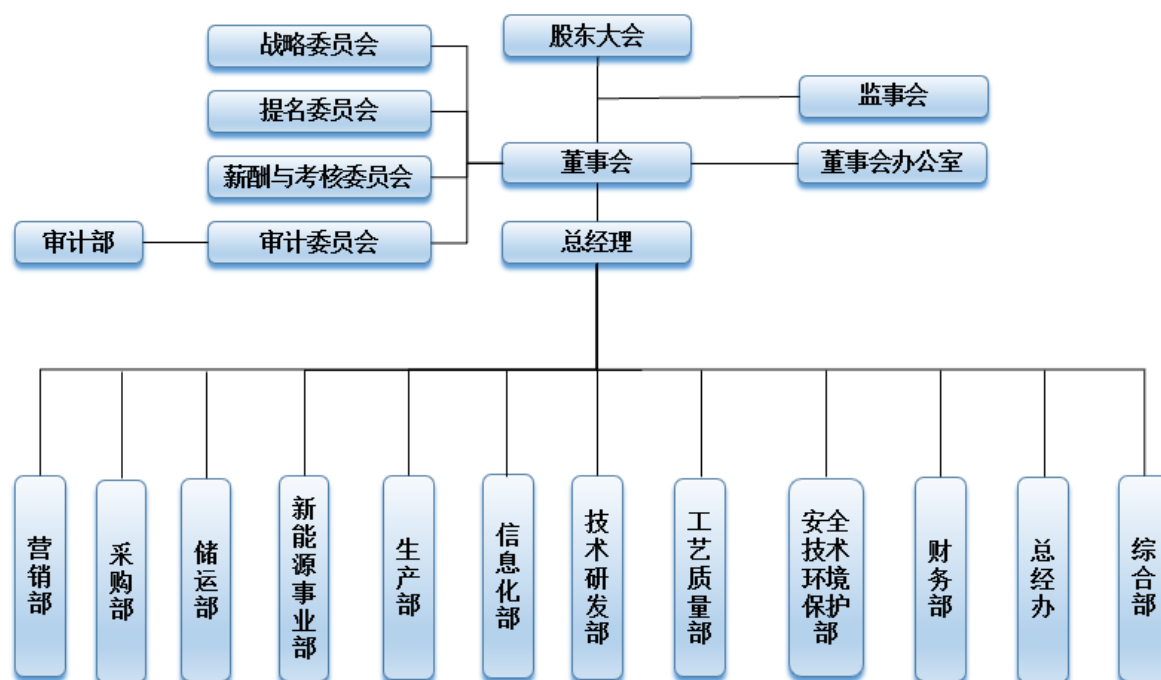 战略委员会
股东大会
提名委员会
监事会
薪酬与考核委员会
董事会
董事会办公室
审计部
审计委员会
总经理
营销部
采购部
储运部
新能源事业部
生产部
信息化部
技术研发部
工艺质量部
安全
技术
环境
保护
部
财务部
总经办
综合部